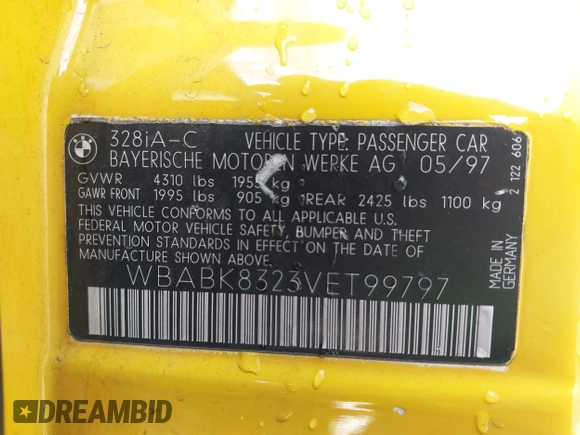 328iA-C VEHICLE TYPE: PASSENGER CAR
BAYERISCHE MOTOREN WERKE AG 05/97
GVWR 4310 lbs 1955 kg
GAWR FRONT 1995 lbs 905 kg REAR 2425 lbs 1100 kg
THIS VEHICLE CONFORMS TO ALL APPLICABLE U.S.
FEDERAL MOTOR VEHICLE SAFETY, BUMPER AND THEFT
PREVENTION STANDARDS IN EFFECT ON THE DATE OF
MANUFACTURE SHOWN ABOVE.
WBABK8323VET99797
MADE IN
GERMANY
2 122 606
DREAMBID